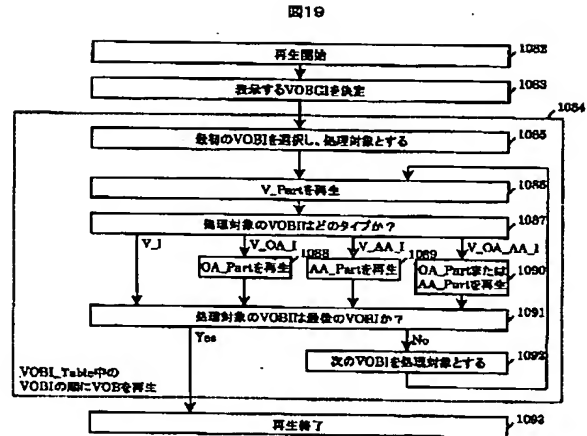 図19
再生開始
1082
するVOBGIを決定
1083
1084
最初のVOBIを選択し、処理対象とする
1085
V_Partを再生
1086
処理対象のVOBIはどのタイプか？
1087
V_I
V_OA_I
1088
V_AA_I
1089
V_OA_AA_I
OA_Partを再生
AA_Partを再生
OA_Partまたは
AA_Partを再生
1090
処理対象のVOBIは最後のVOBIか？
1091
Yes
No
次のVOBIを処理対象とする
1092
VOBI_Table中の
VOBIの順にVOBを再生
再生終了
1093